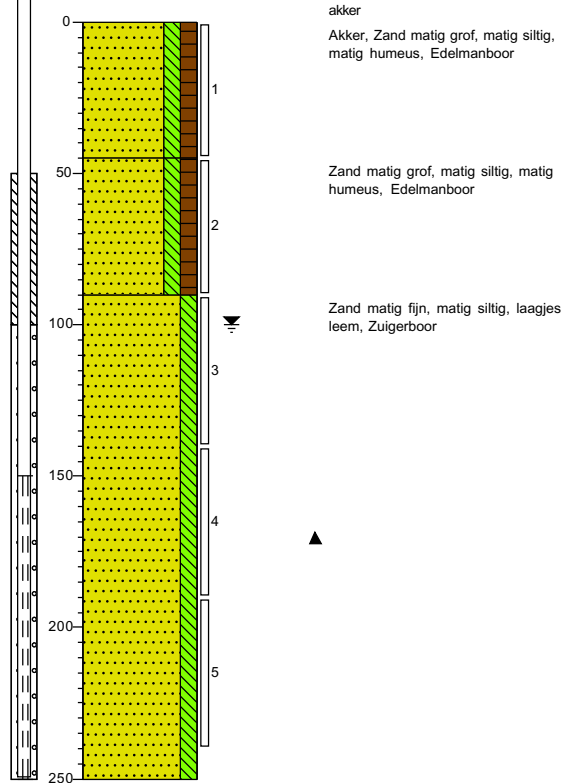 akker
0
Akker, Zand matig grof, matig siltig,
matig humeus, Edelmanboor
1
50
Zand matig grof, matig siltig, matig
humeus, Edelmanboor
2
100
Zand matig fijn, matig siltig, laagjes
leem, Zuigerboor
3
150
4
200
5
250